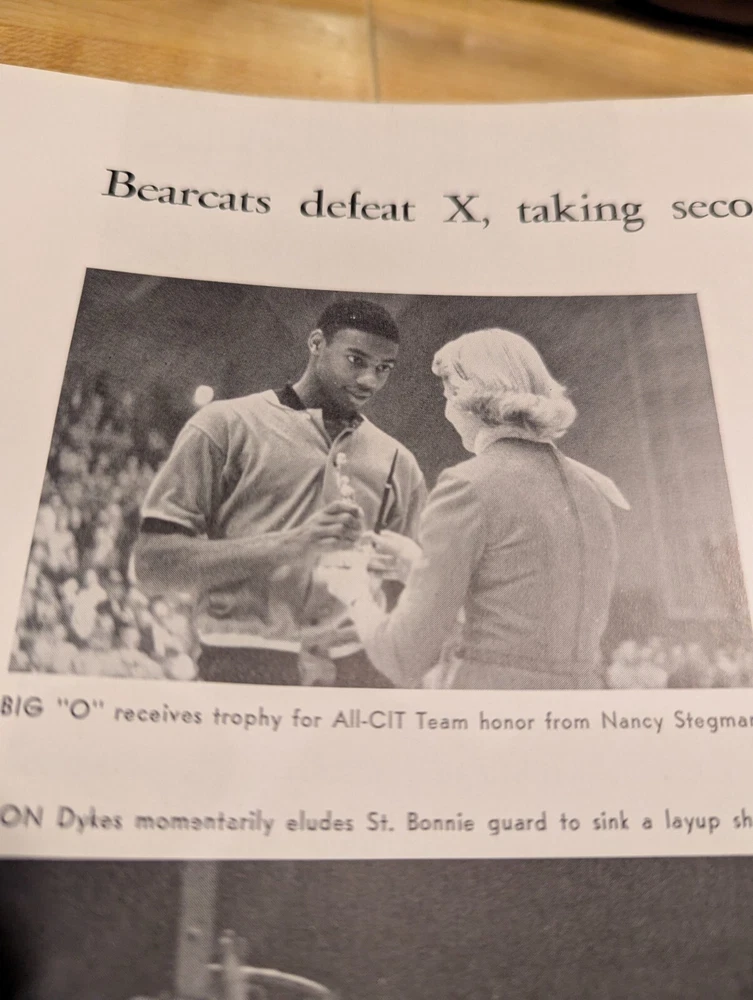 Bearcats defeat X, taking seco
BIG "O" receives trophy for All-CIT Team honor from Nancy Stegma
ON Dykes momentarily eludes St. Bonnie guard to sink a layup sh